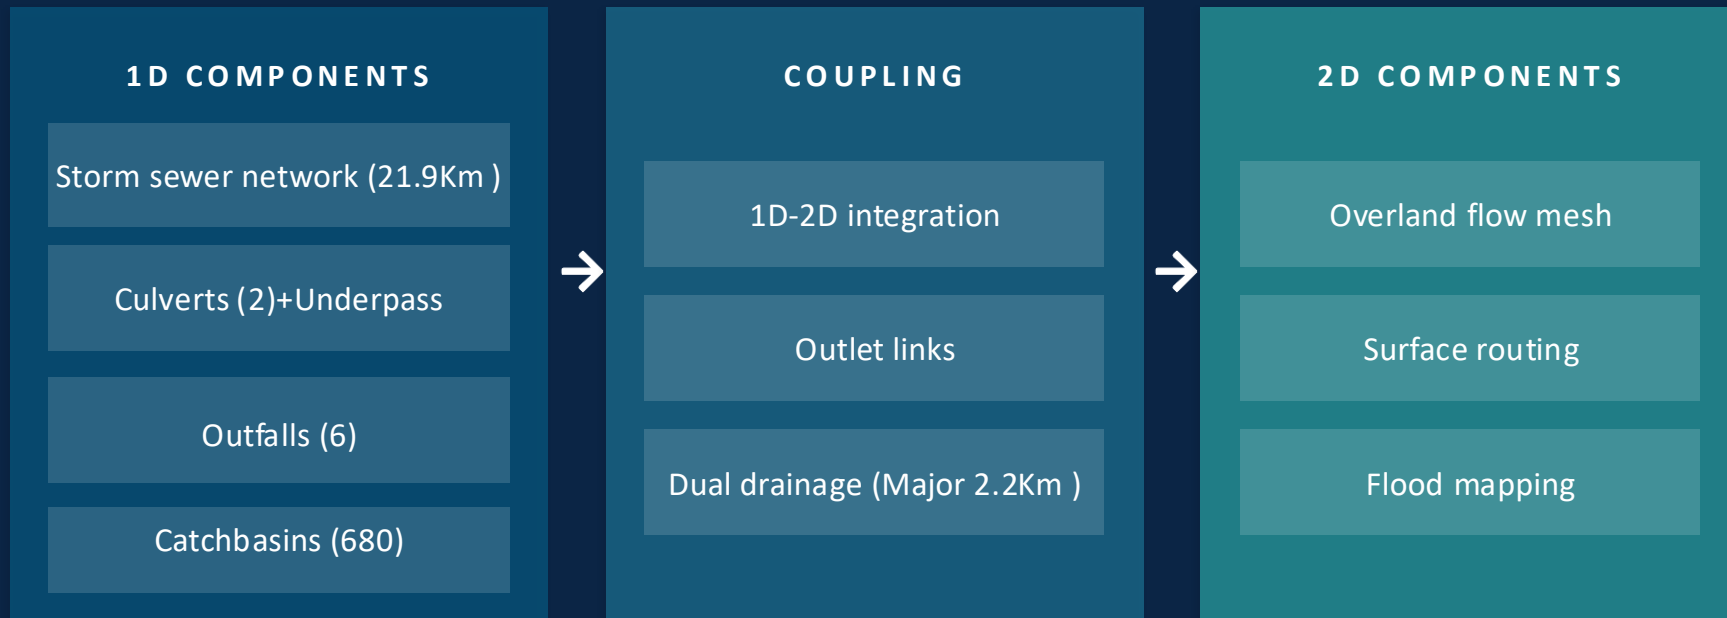 1D COMPONENTS
Storm sewer network (21.9Km )
Culverts (2)+Underpass
Outfalls (6)
Catchbasins (680)
COUPLING
1D-2D integration
Outlet links
Dual drainage (Major 2.2Km )
2D COMPONENTS
Overland flow mesh
Surface routing
Flood mapping